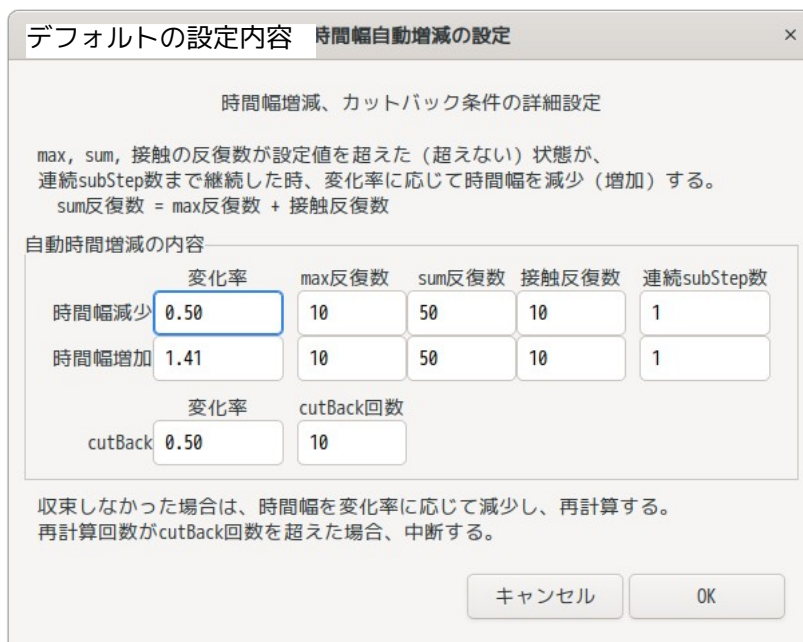 デフォルトの設定内容 時間幅自動増減の設定 ×
時間幅増減、カットバック条件の詳細設定
max, sum, 接触の反復数が設定値を超えた（超えない）状態が、
連続subStep数まで継続した時、変化率に応じて時間幅を減少（増加）する。
sum反復数 = max反復数 + 接触反復数
自動時間増減の内容
変化率 max反復数 sum反復数 接触反復数 連続subStep数
時間幅減少 0.50 10 50 10 1
時間幅増加 1.41 10 50 10 1
変化率 cutBack回数
cutBack 0.50 10
収束しなかった場合は、時間幅を変化率に応じて減少し、再計算する。
再計算回数がcutBack回数を超えた場合、中断する。
キャンセル OK